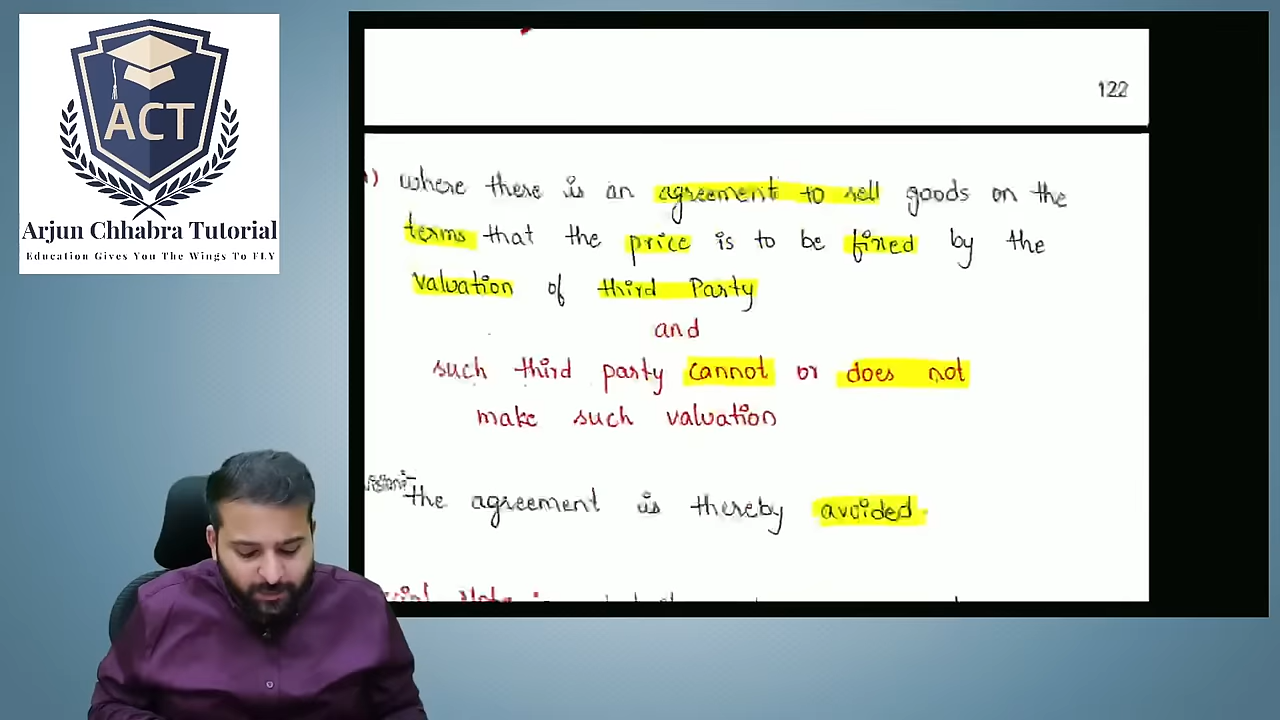 ACT
Arjun Chhabra Tutorial
Education Gives You The Wings To FLY
122
where there is an agreement to sell goods on the
terms that the price is to be fixed by the
valuation of third Party
and
such third party cannot or does not
make such valuation
the agreement is thereby avoided.